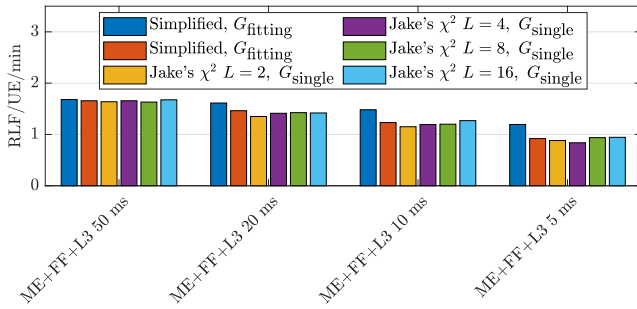 3
2
1
0
RLF/UE/min
Simplified, G_fitting
Simplified, G_fitting
Jake's χ² L = 2, G_single
Jake's χ² L = 4, G_single
Jake's χ² L = 8, G_single
Jake's χ² L = 16, G_single
ME+FF+L3 50 ms
ME+FF+L3 20 ms
ME+FF+L3 10 ms
ME+FF+L3 5 ms